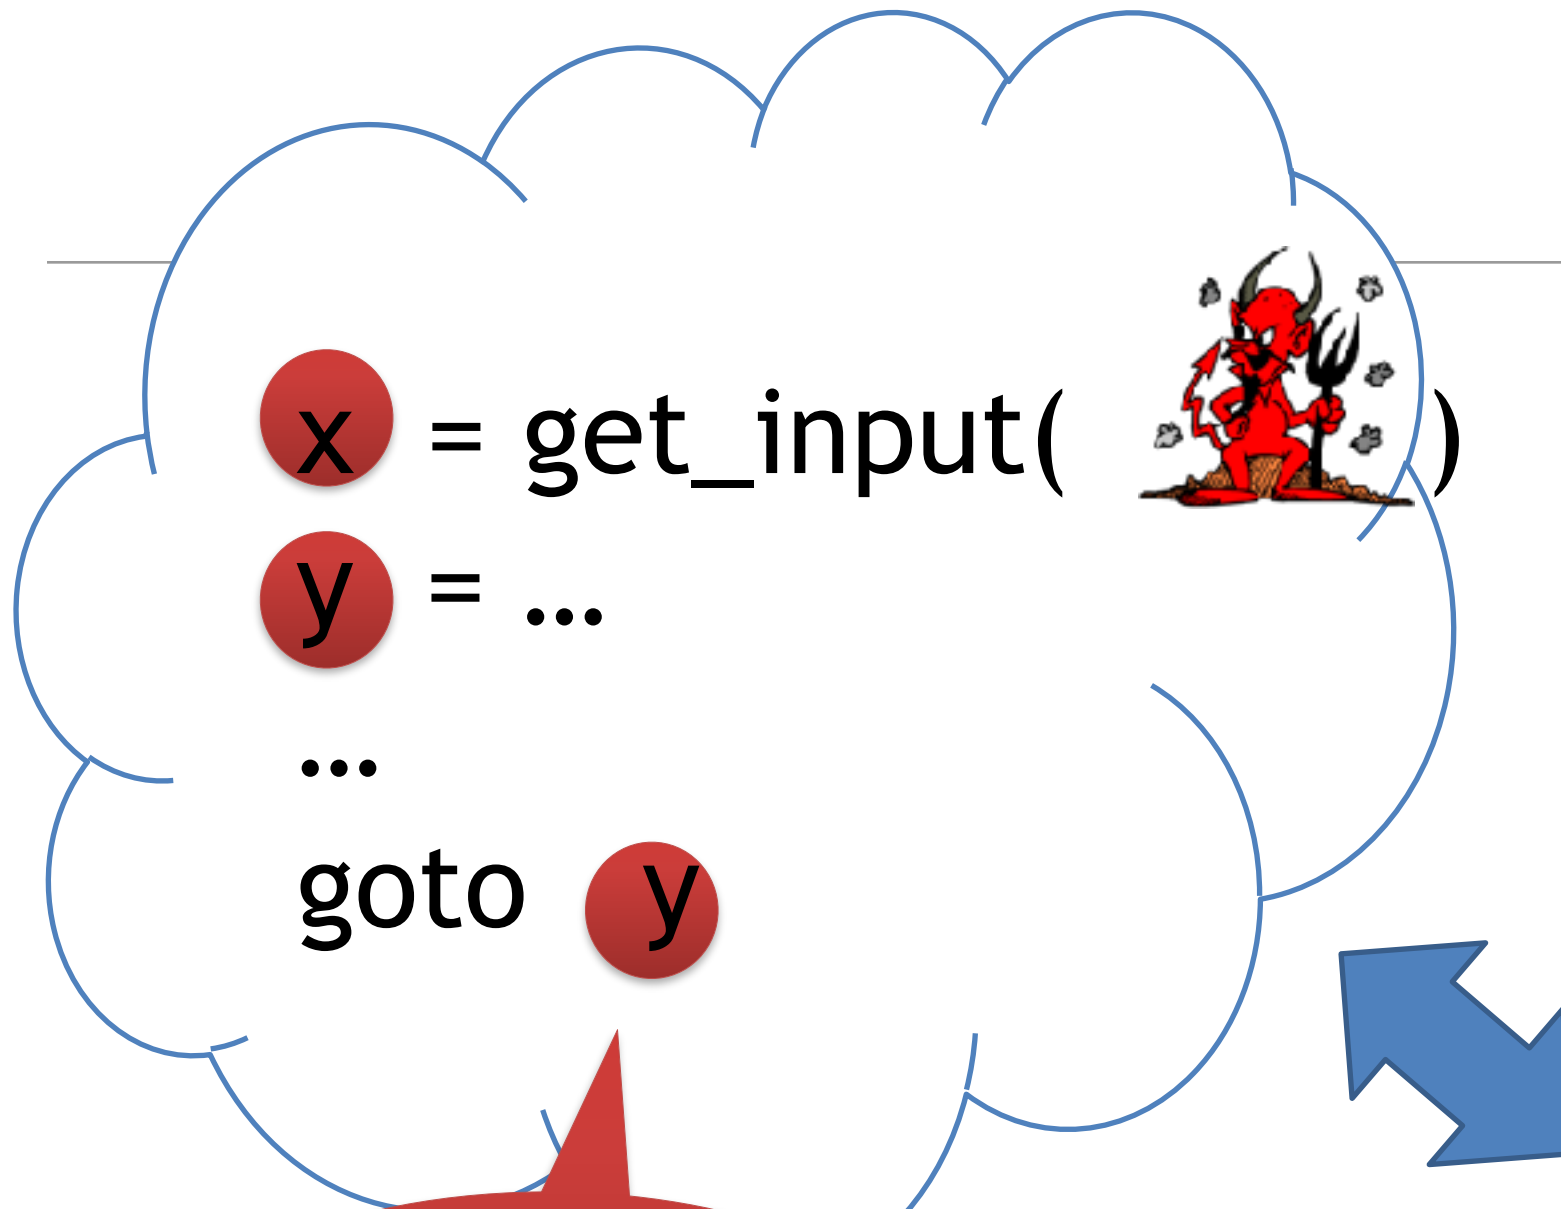 x = get_input( )
y = …
…
goto y